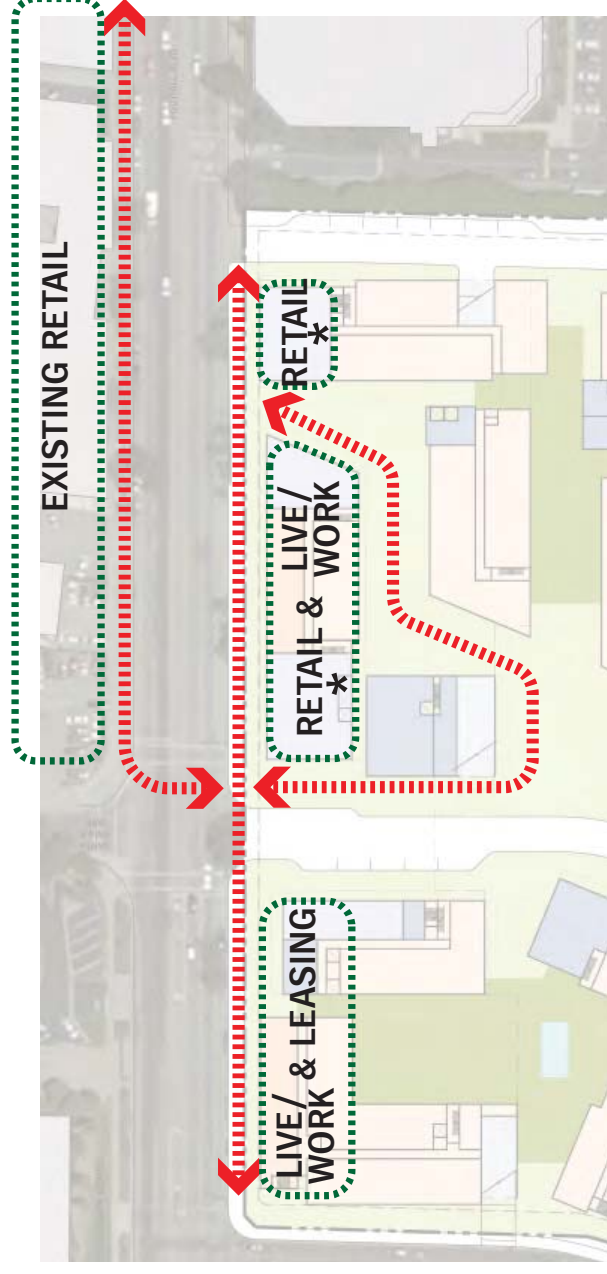 EXISTING RETAIL
RETAIL
*
RETAIL & LIVE/
* WORK
LIVE/
WORK & LEASING